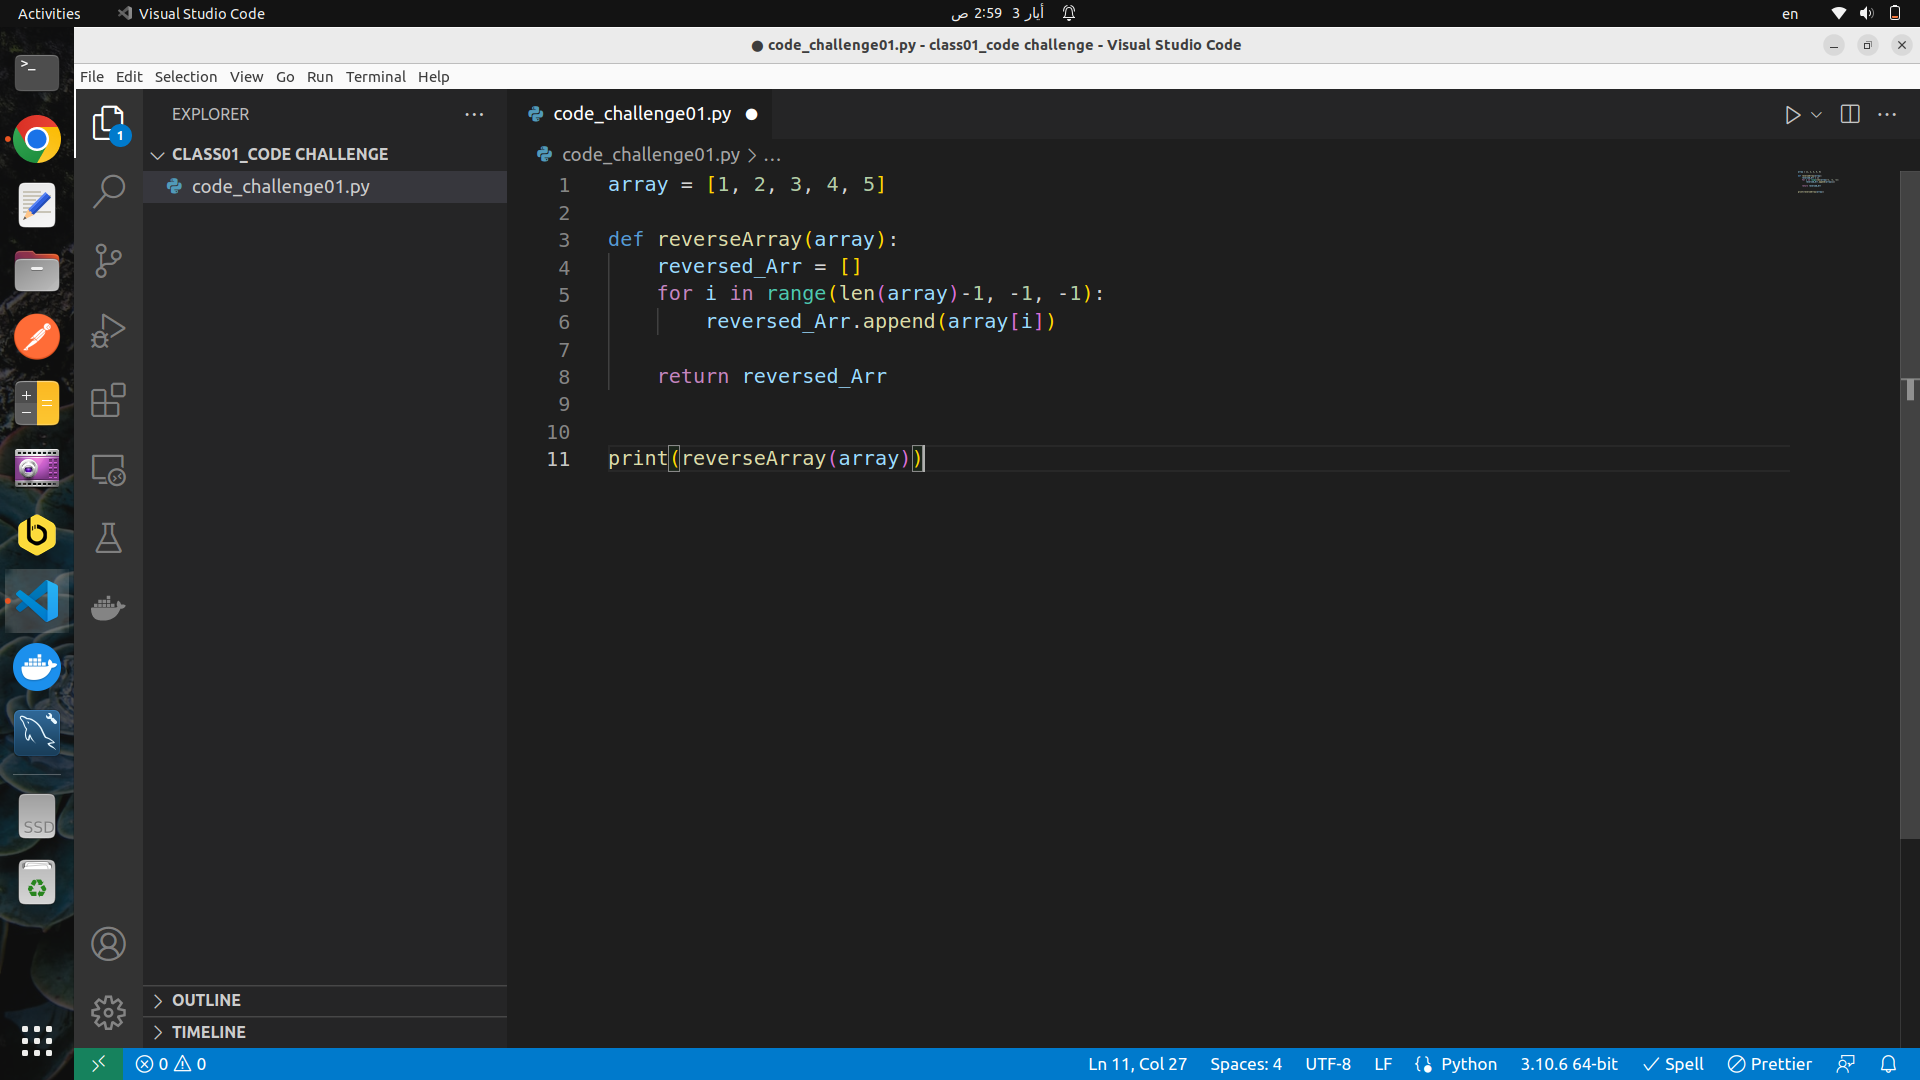 Activities
Visual Studio Code
ص 2:59 3 أيار
en
● code_challenge01.py - class01_code challenge - Visual Studio Code
File Edit Selection View Go Run Terminal Help
EXPLORER
CLASS01_CODE CHALLENGE
code_challenge01.py
1
code_challenge01.py
code_challenge01.py > ...
1 array = [1, 2, 3, 4, 5]
2
3 def reverseArray(array):
4     reversed_Arr = []
5     for i in range(len(array)-1, -1, -1):
6         reversed_Arr.append(array[i])
7
8     return reversed_Arr
9
10
11 print(reverseArray(array))
SSD
OUTLINE
TIMELINE
0 0
Ln 11, Col 27
Spaces: 4
UTF-8
LF
Python
3.10.6 64-bit
Spell
Prettier